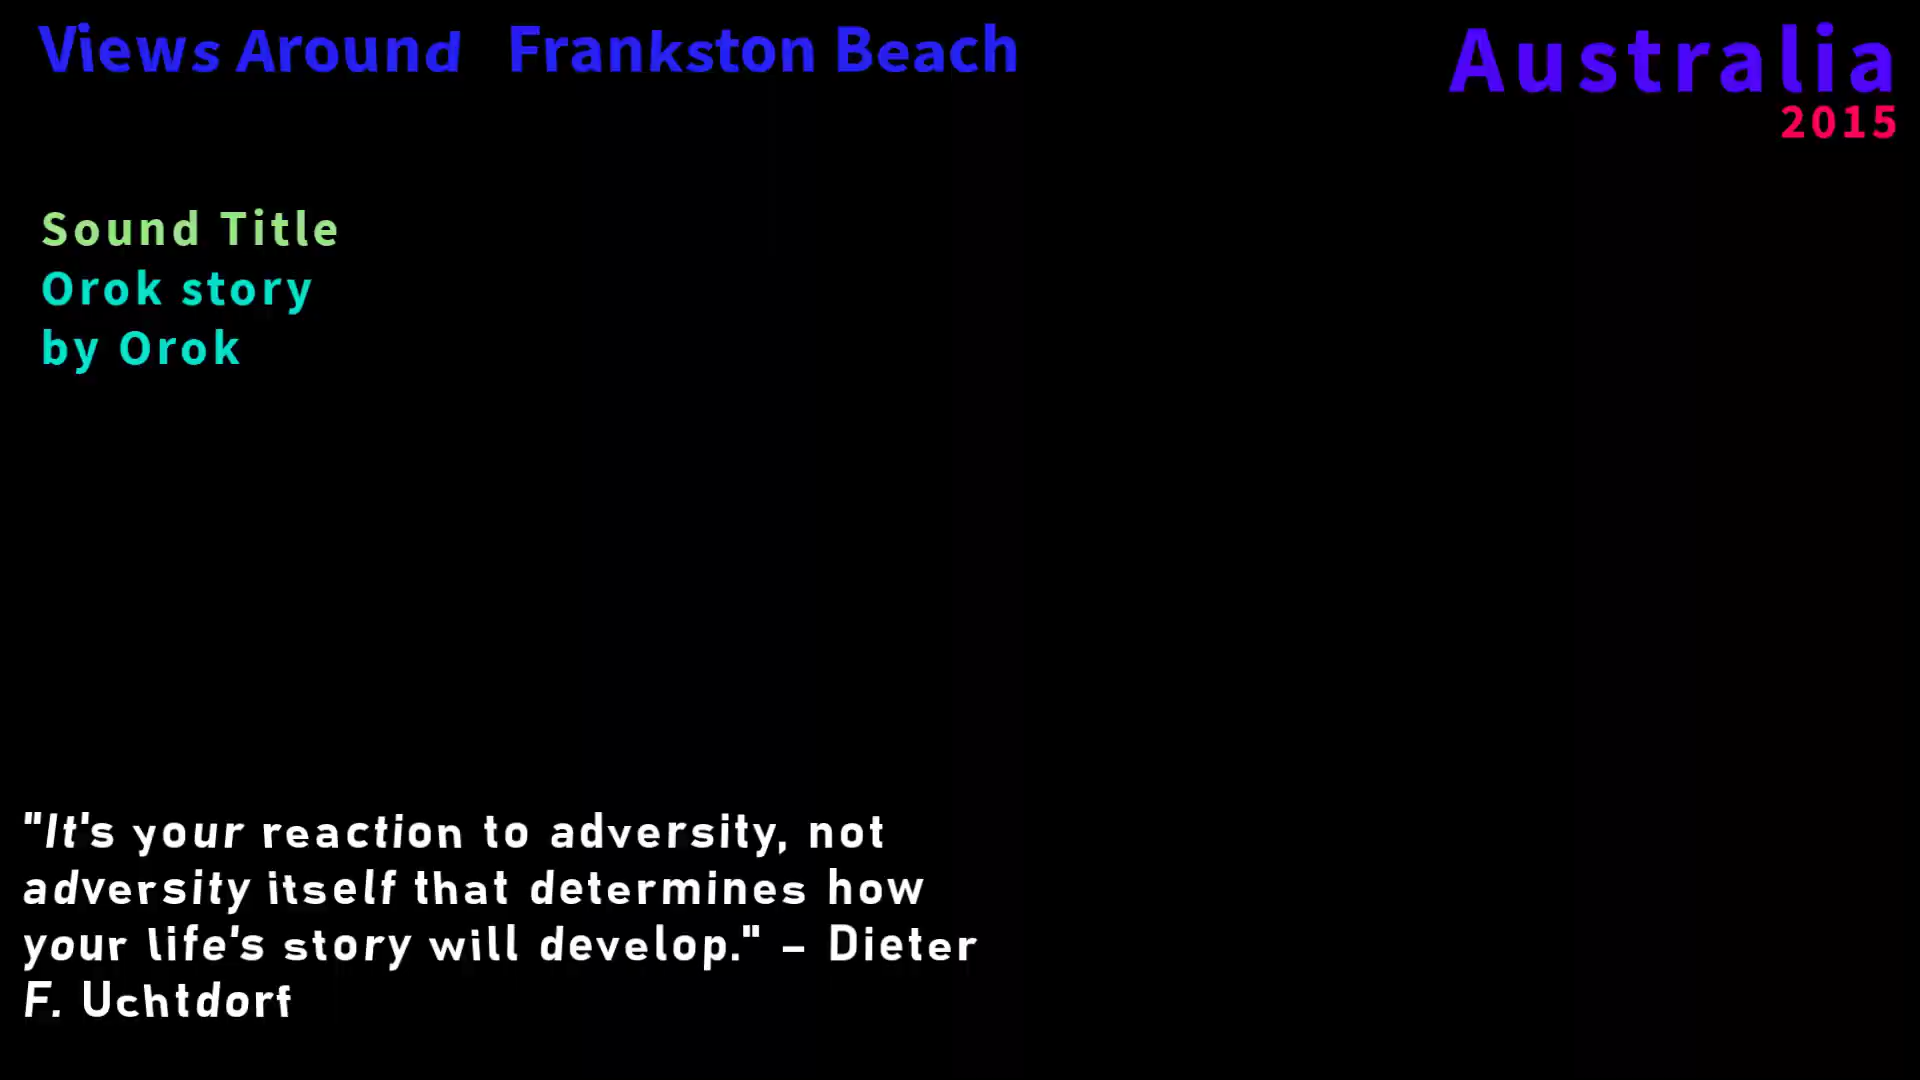 Views Around Frankston Beach
Australia
2015
Sound Title
Orok story
by Orok
"It's your reaction to adversity, not
adversity itself that determines how
your life's story will develop." – Dieter
F. Uchtdorf